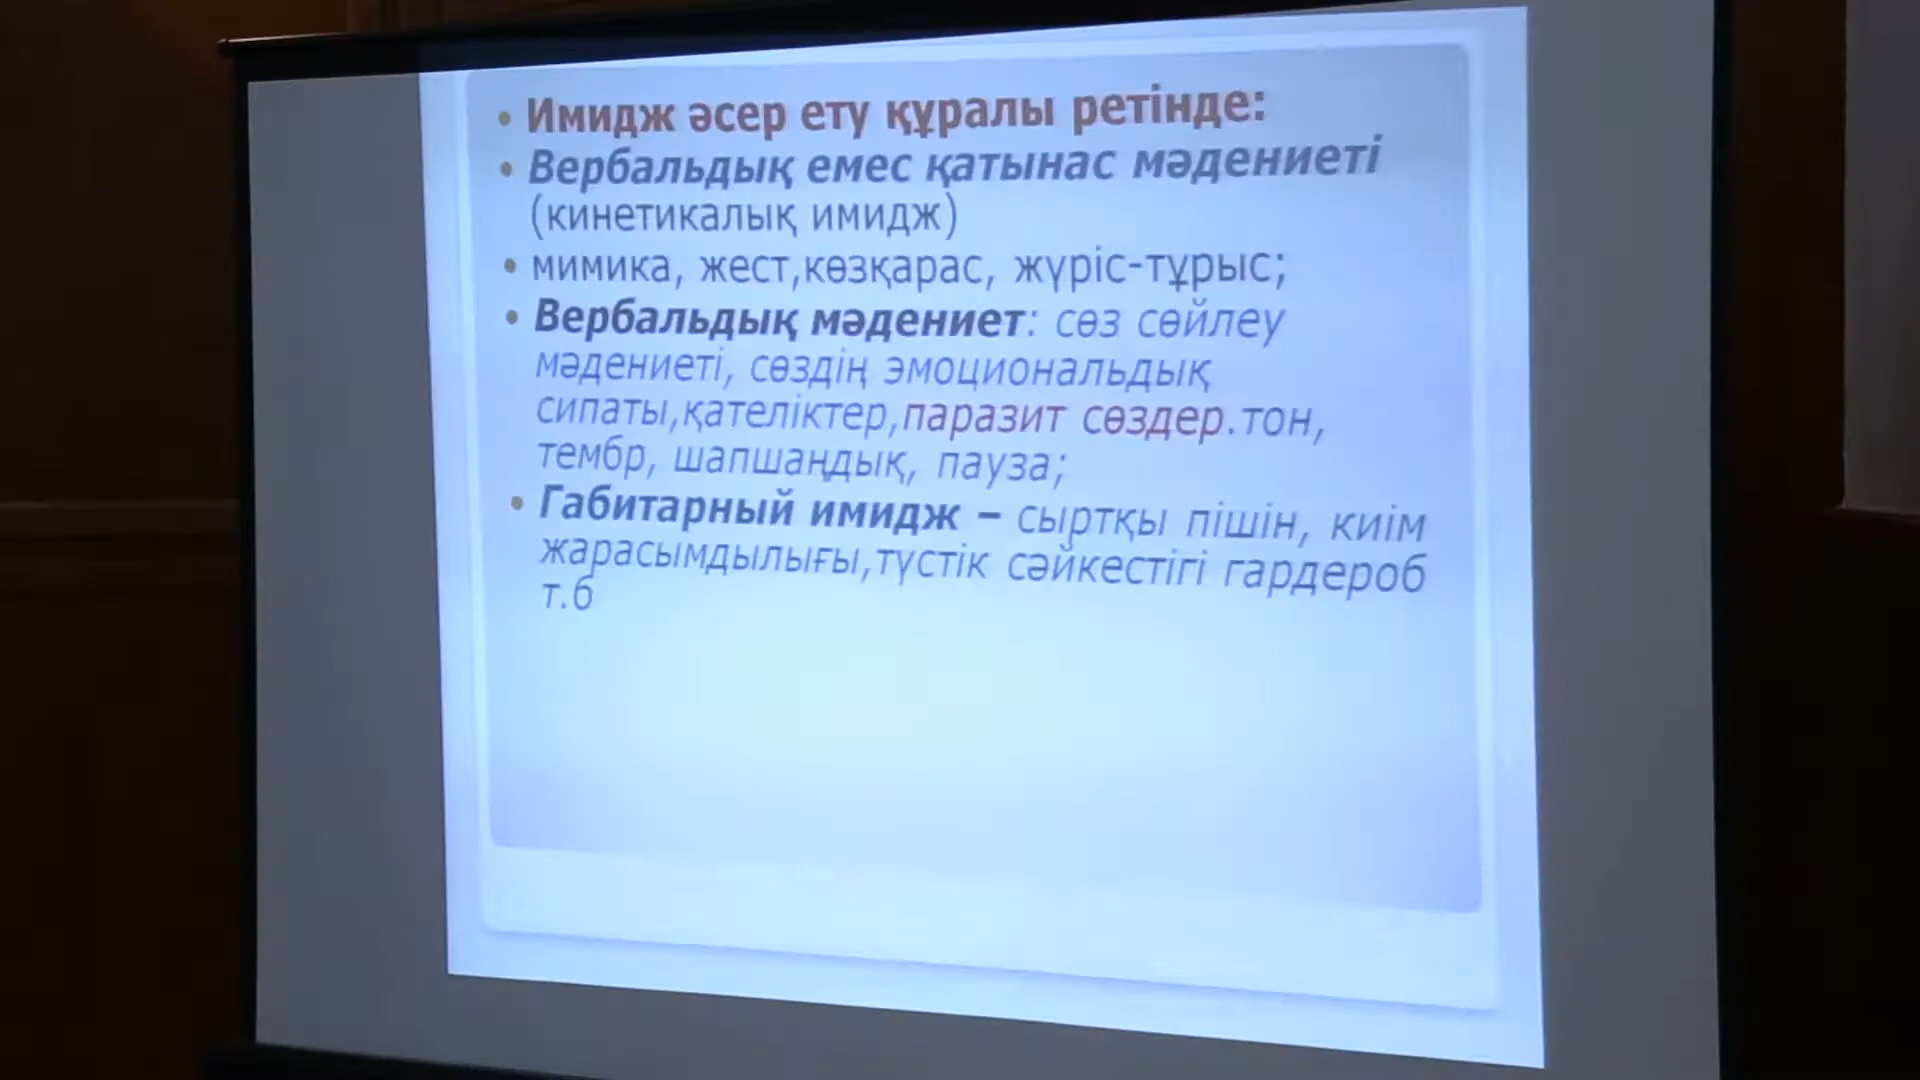 • Имидж әсер ету құралы ретінде:
• Вербальдық емес қатынас мәдениеті
(кинетикалық имидж)
• мимика, жест,көзқарас, жүріс-тұрыс;
• Вербальдық мәдениет: сөз сөйлеу
мәдениеті, сөздің эмоциональдық
сипаты,қателіктер,паразит сөздер.тон,
тембр, шапшаңдық, пауза;
• Габитарный имидж – сыртқы пішін, киім
жарасымдылығы,түстік сәйкестігі гардероб
т.б